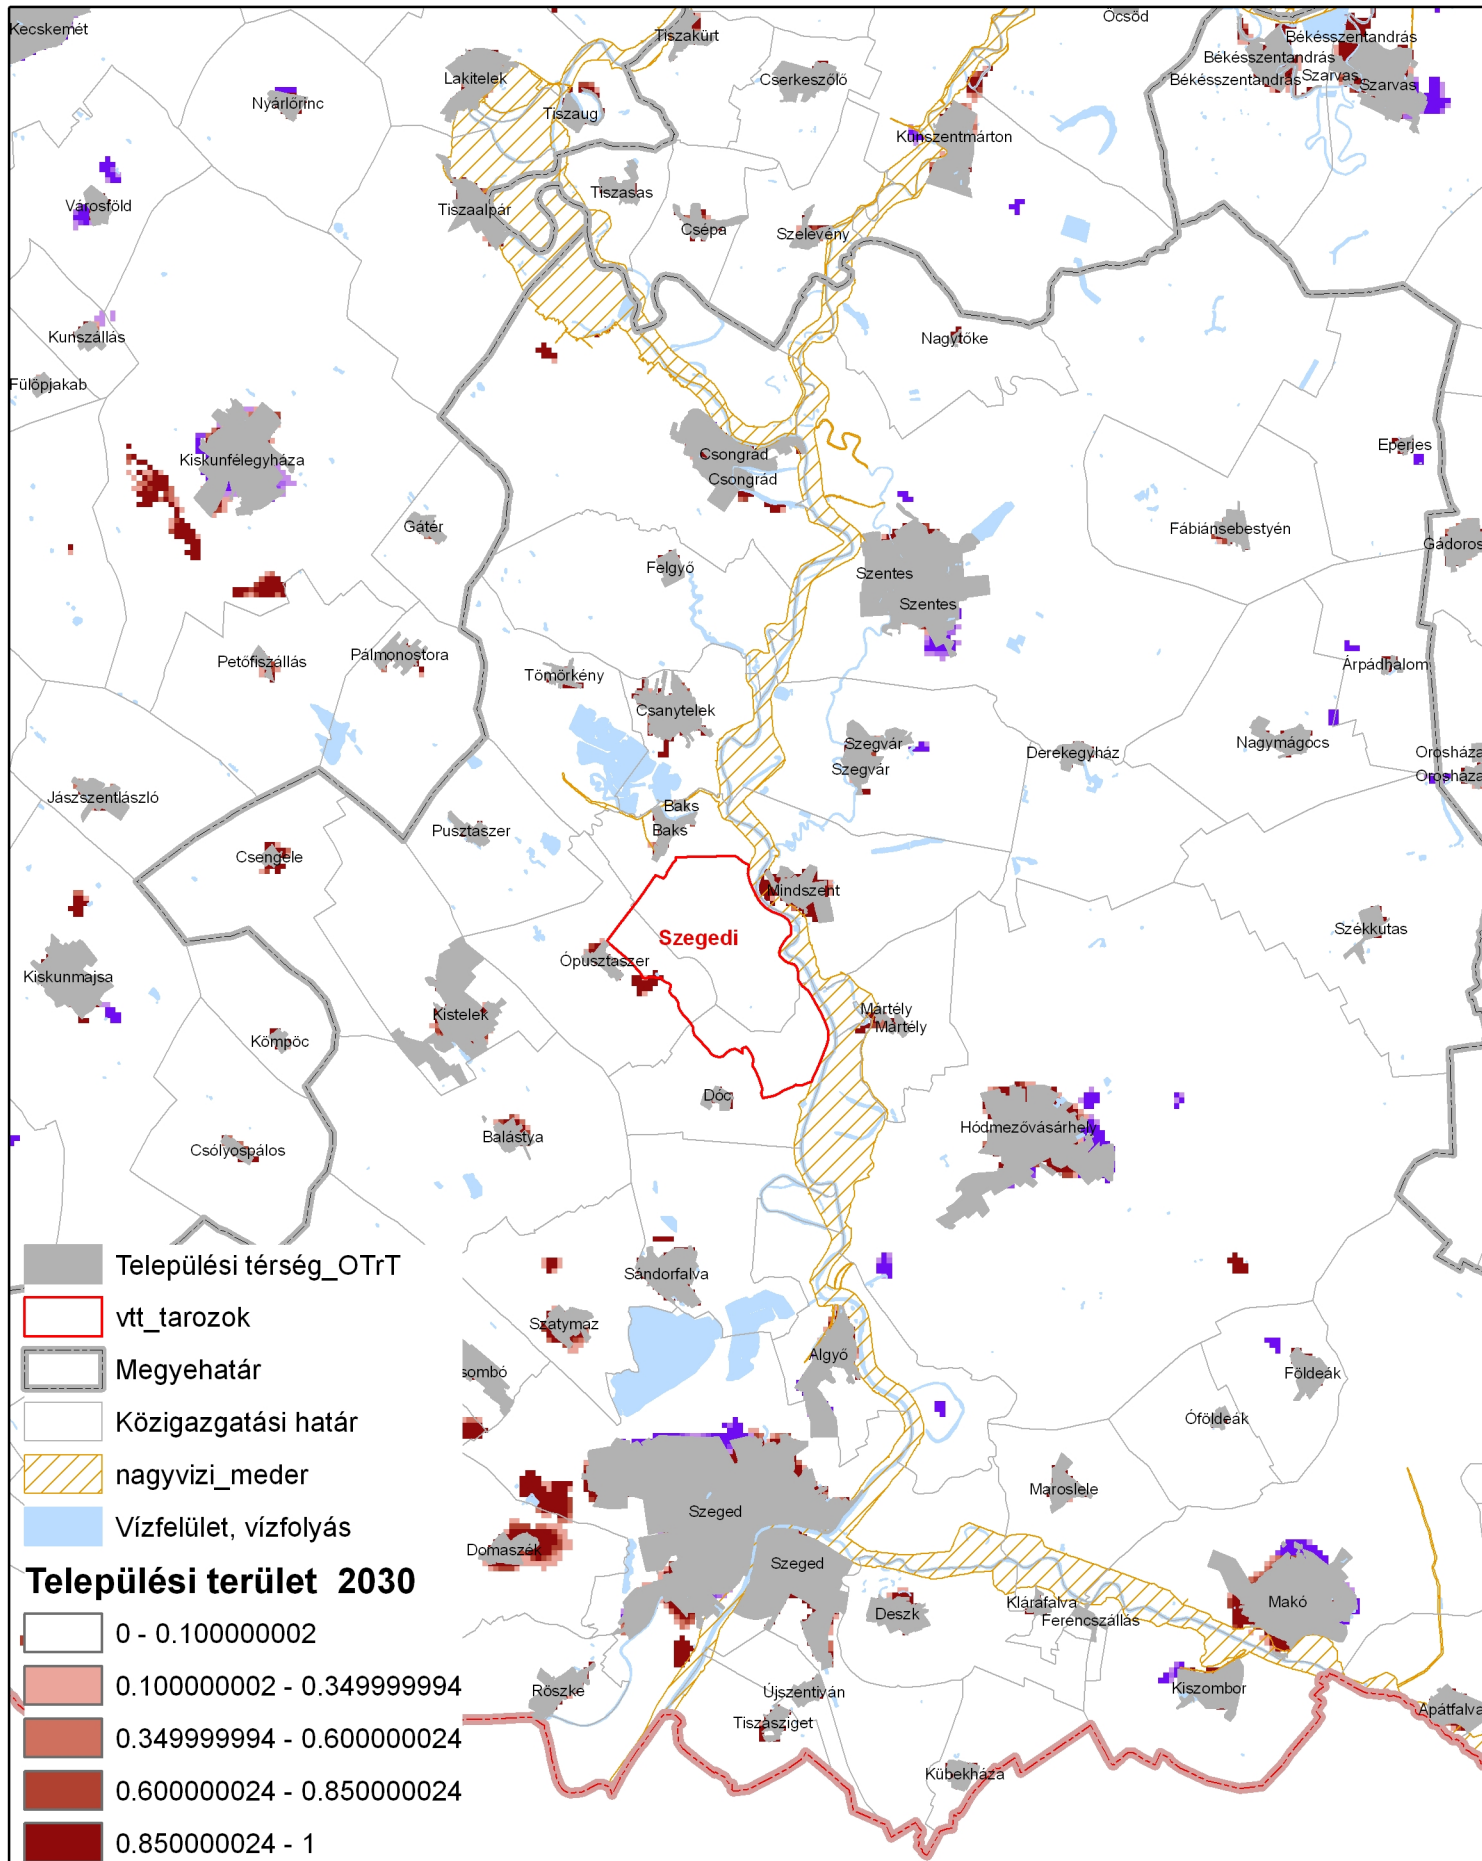 Kecskemét
Öcsöd
Tiszakürt
Békésszentandrás
Békésszentandrás
Lakitelek
Cserkeszőlő
Békésszentandrás
Szarvas
Szarvas
Nyárlőrinc
Tiszaug
Kunszentmárton
Tiszasas
Városföld
Tiszaalpár
Csépa
Szelevény
Kunszállás
Nagytőke
Fülöpjakab
Eperjes
Kiskunfélegyháza
Csongrád
Csongrád
Gátér
Fábiánsebestyén
Gádoros
Felgyő
Szentes
Szentes
Petőfiszállás
Pálmonostora
Árpádhalom
Tömörkény
Csanytelek
Szegvár
Szegvár
Derekegyház
Nagymágocs
Orosháza
Orosháza
Jászszentlászló
Baks
Baks
Pusztaszer
Csengele
Mindszent
Székkutas
Szegedi
Ópusztaszer
Kiskunmajsa
Kistelek
Mártély
Mártély
Kömpöc
Dóc
Hódmezővásárhely
Balástya
Csólyospálos
Sándorfalva
Szatymaz
Algyő
sombó
Földeák
Óföldeák
Maroslele
Szeged
Domaszék
Szeged
Deszk
Klárafalva
Ferencszállás
Makó
Kiszombor
Röszke
Újszentiván
Tiszasziget
Apátfalva
Kübekháza
Települési térség_OTrT
vtt_tarozok
Megyehatár
Közigazgatási határ
nagyvizi_meder
Vízfelület, vízfolyás
Települési terület 2030
0 - 0.100000002
0.100000002 - 0.349999994
0.349999994 - 0.600000024
0.600000024 - 0.850000024
0.850000024 - 1